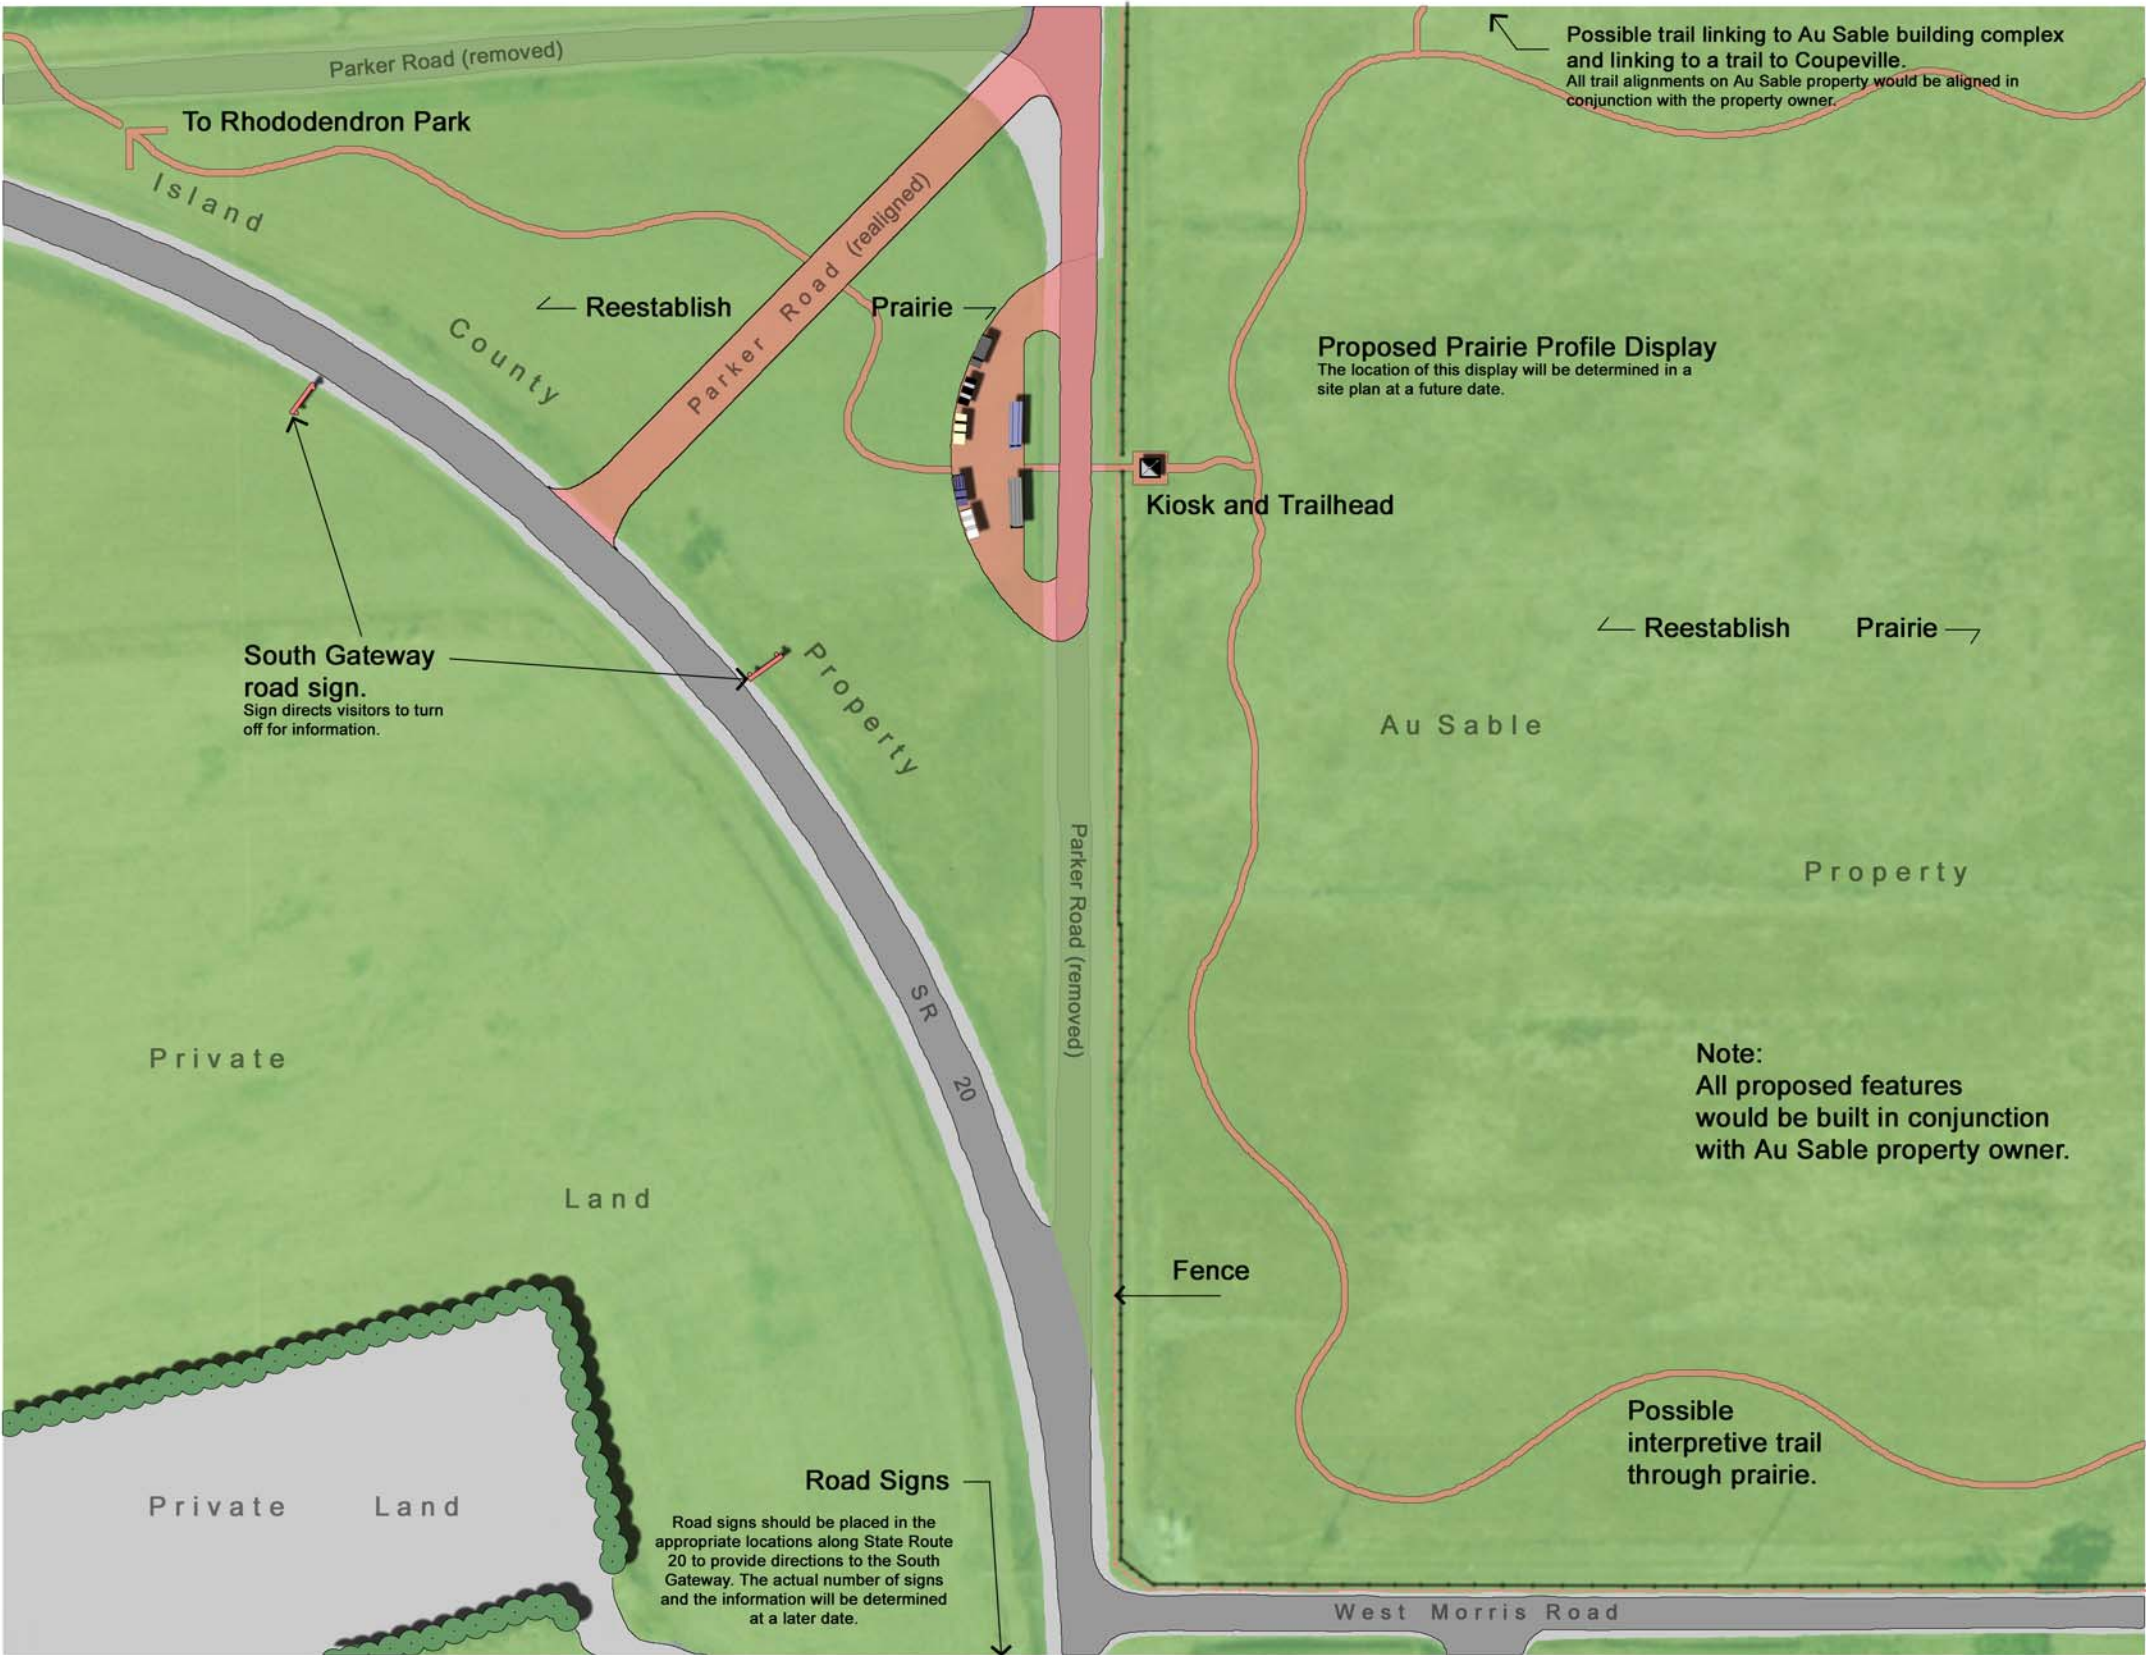 Parker Road (removed)
Possible trail linking to Au Sable building complex
and linking to a trail to Coupeville.
All trail alignments on Au Sable property would be aligned in
conjunction with the property owner.
To Rhododendron Park
Island
County
Property
Reestablish Prairie
Parker Road (realigned)
Proposed Prairie Profile Display
The location of this display will be determined in a
site plan at a future date.
Kiosk and Trailhead
South Gateway
road sign.
Sign directs visitors to turn
off for information.
Reestablish Prairie
Au Sable
Property
Parker Road (removed)
SR 20
Private
Land
Note:
All proposed features
would be built in conjunction
with Au Sable property owner.
Fence
Possible
interpretive trail
through prairie.
Private Land
Road Signs
Road signs should be placed in the
appropriate locations along State Route
20 to provide directions to the South
Gateway. The actual number of signs
and the information will be determined
at a later date.
West Morris Road